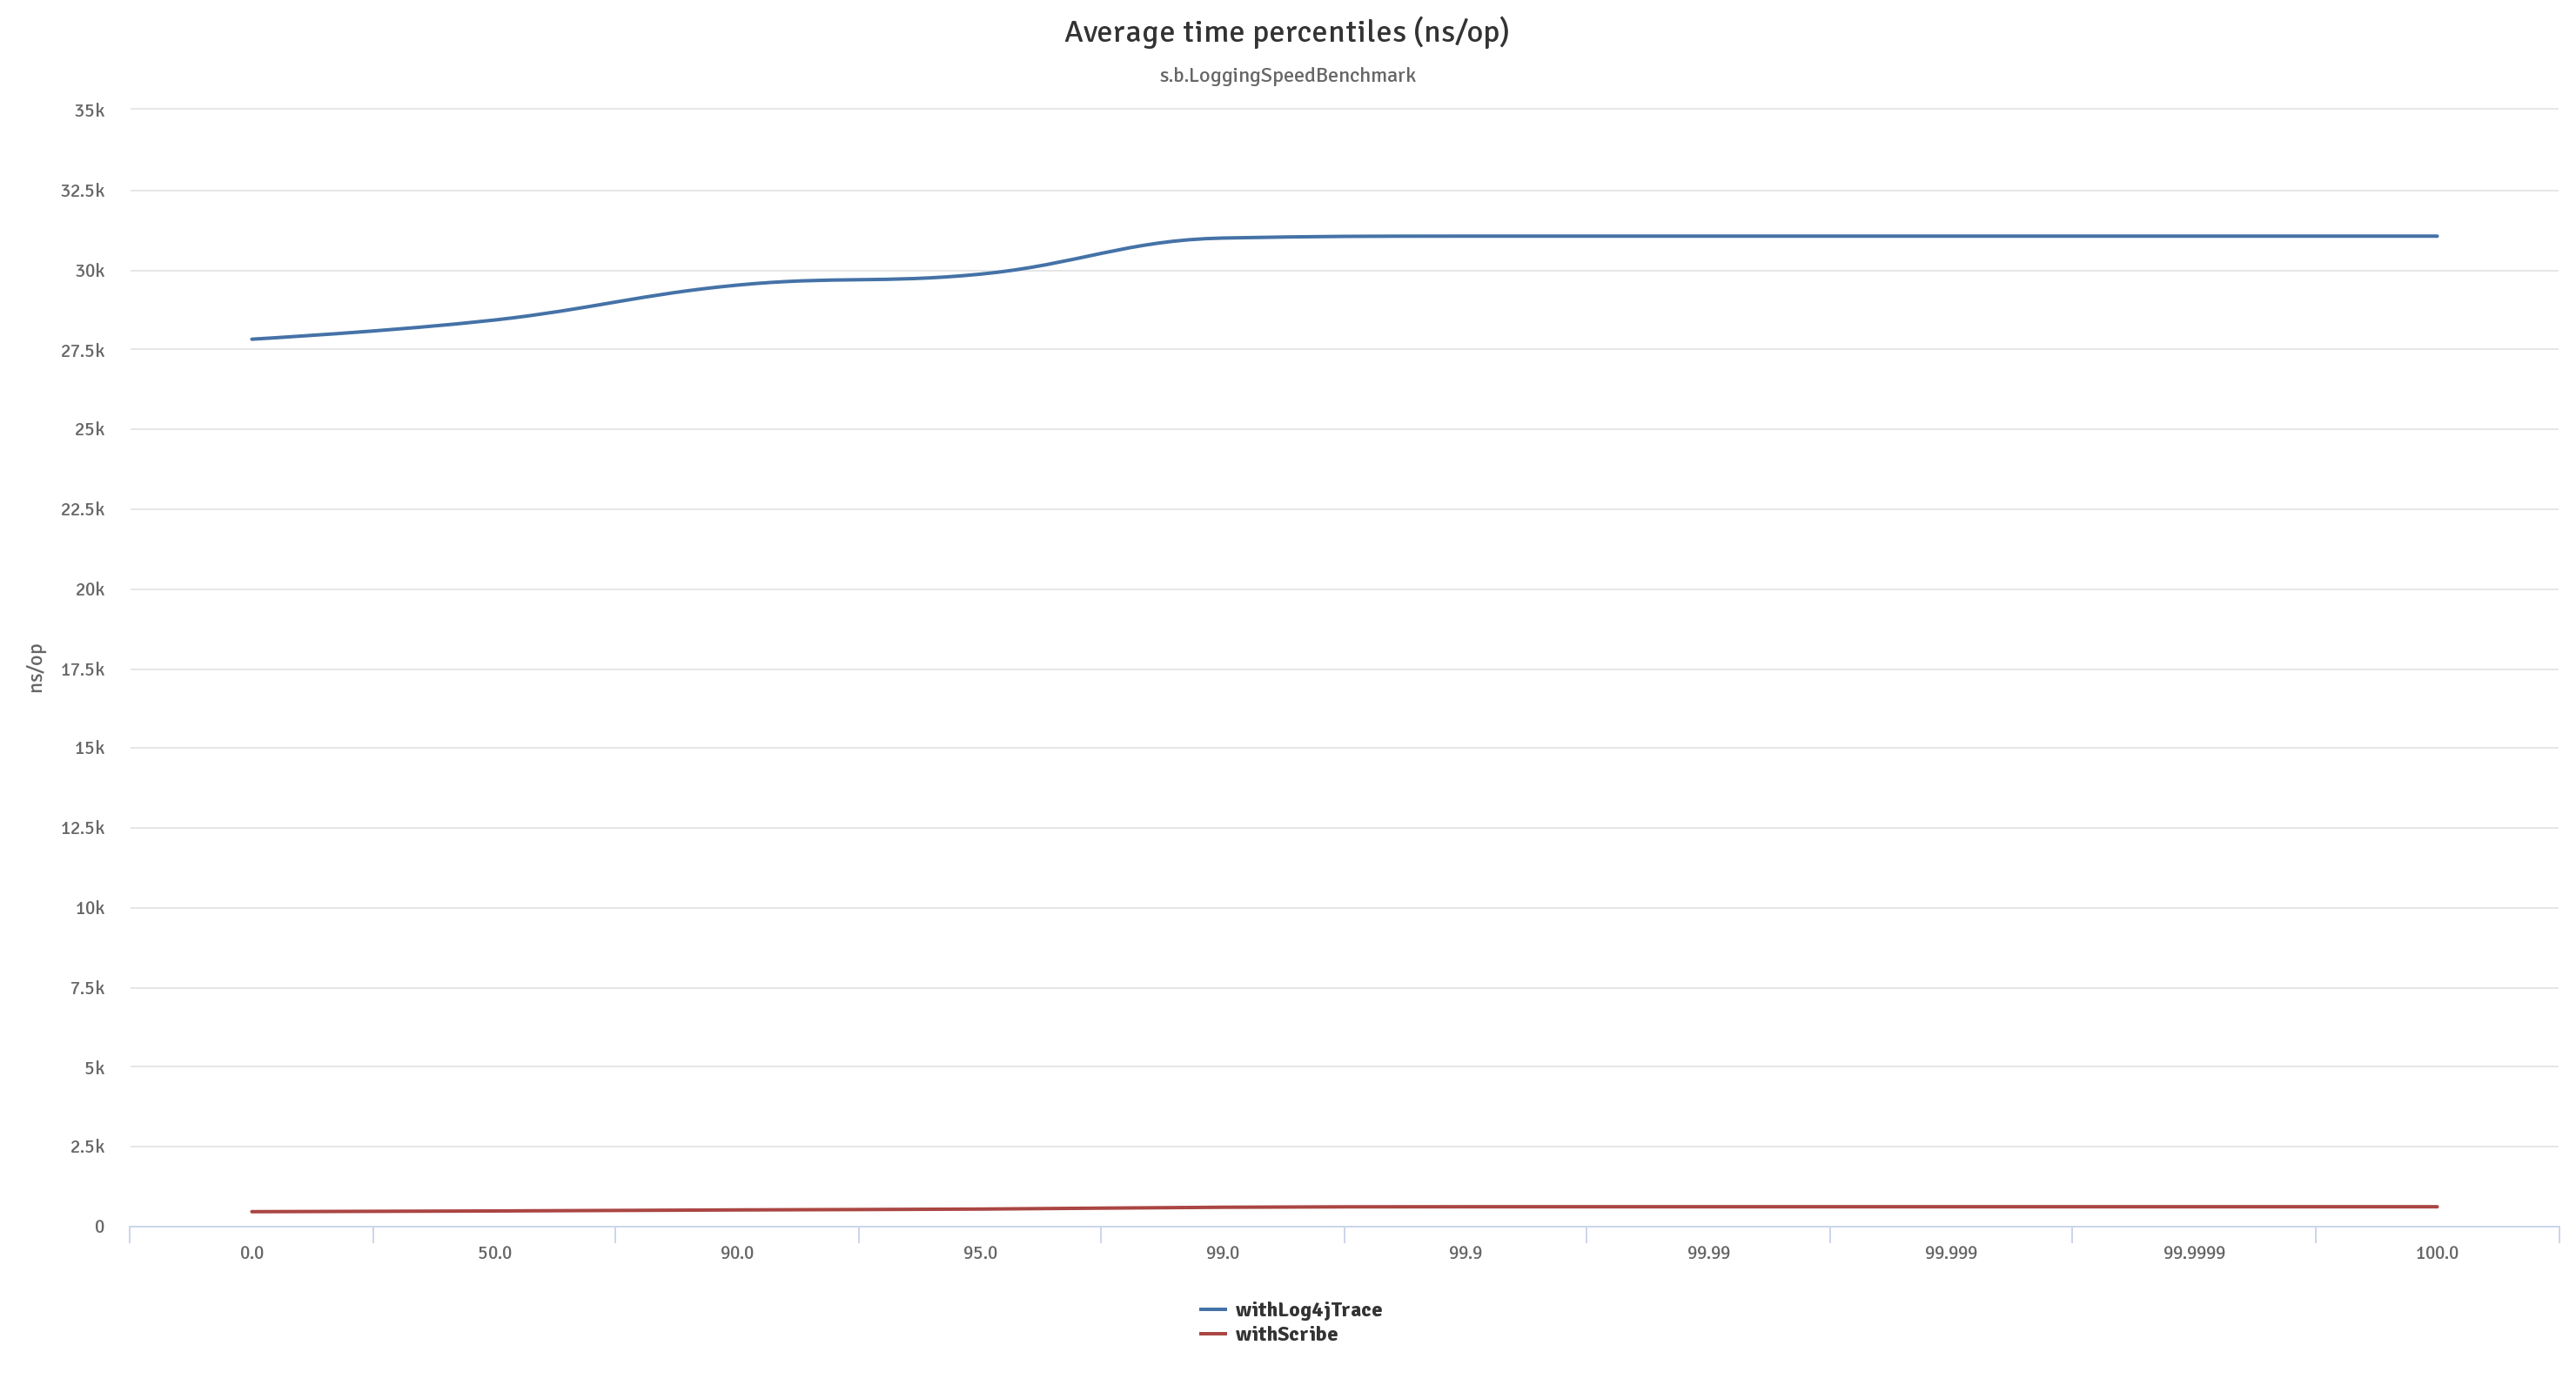 Average time percentiles (ns/op)
s.b.LoggingSpeedBenchmark
35k
32.5k
30k
27.5k
25k
22.5k
20k
17.5k
15k
12.5k
10k
7.5k
5k
2.5k
0
ns/op
0.0 50.0 90.0 95.0 99.0 99.9 99.99 99.999 99.9999 100.0
withLog4jTrace
withScribe